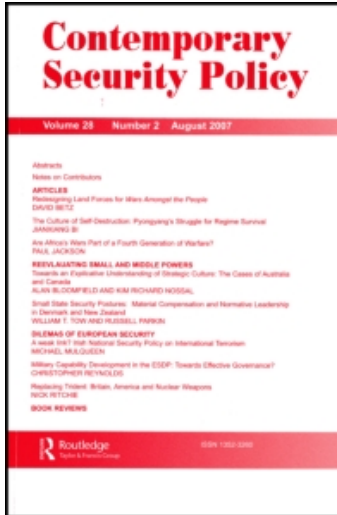 Contemporary
Security Policy
Volume 28 Number 2 August 2007
Abstracts
Notes on Contributors
ARTICLES
Redesigning Land Forces for Wars Amongst the People
DAVID BETZ
The Culture of Self-Destruction: Pyongyang's Struggle for Regime Survival
JIANXIANG BI
Are Africa's Wars Part of a Fourth Generation of Warfare?
PAUL JACKSON
REEVLAUATING SMALL AND MIDDLE POWERS
Towards an Explicative Understanding of Strategic Culture: The Cases of Australia
and Canada
ALAN BLOOMFIELD AND KIM RICHARD NOSSAL
Small State Security Postures: Material Compensation and Normative Leadership
in Denmark and New Zealand
WILLIAM T. TOW AND RUSSELL PARKIN
DILEMAS OF EUROPEAN SECURITY
A weak link? Irish National Security Policy on International Terrorism
MICHAEL MULQUEEN
Military Capability Development in the ESDP: Towards Effective Governance?
CHRISTOPHER REYNOLDS
Replacing Trident: Britain, America and Nuclear Weapons
NICK RITCHIE
BOOK REVIEWS
Routledge
Taylor & Francis Group
ISSN 1352-3260